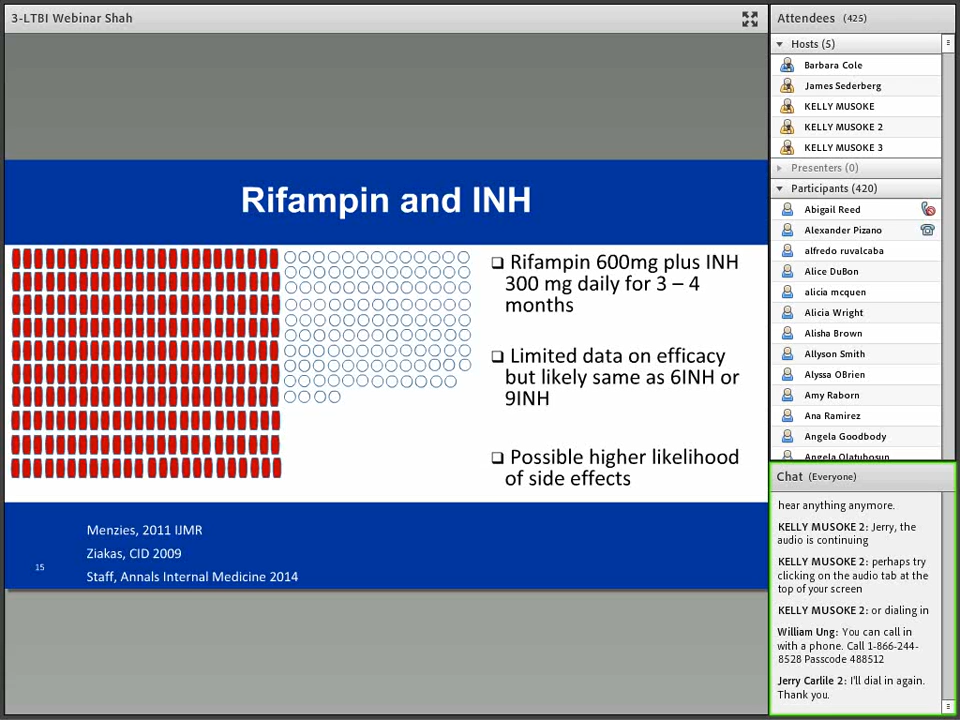 3-LTBI Webinar Shah
Rifampin and INH
❑ Rifampin 600mg plus INH
300 mg daily for 3 – 4
months
❑ Limited data on efficacy
but likely same as 6INH or
9INH
❑ Possible higher likelihood
of side effects
Menzies, 2011 IJMR
Ziakas, CID 2009
15
Staff, Annals Internal Medicine 2014
Attendees (425)
Hosts (5)
Barbara Cole
James Sederberg
KELLY MUSOKE
KELLY MUSOKE 2
KELLY MUSOKE 3
Presenters (0)
Participants (420)
Abigail Reed
Alexander Pizano
alfredo ruvalcaba
Alice DuBon
alicia mcquen
Alicia Wright
Alisha Brown
Allyson Smith
Alyssa OBrien
Amy Raborn
Ana Ramirez
Angela Goodbody
Angela Olatubosun
Chat (Everyone)
hear anything anymore.
KELLY MUSOKE 2: Jerry, the
audio is continuing
KELLY MUSOKE 2: perhaps try
clicking on the audio tab at the
top of your screen
KELLY MUSOKE 2: or dialing in
William Ung: You can call in
with a phone. Call 1-866-244-
8528 Passcode 488512
Jerry Carlile 2: I'll dial in again.
Thank you.